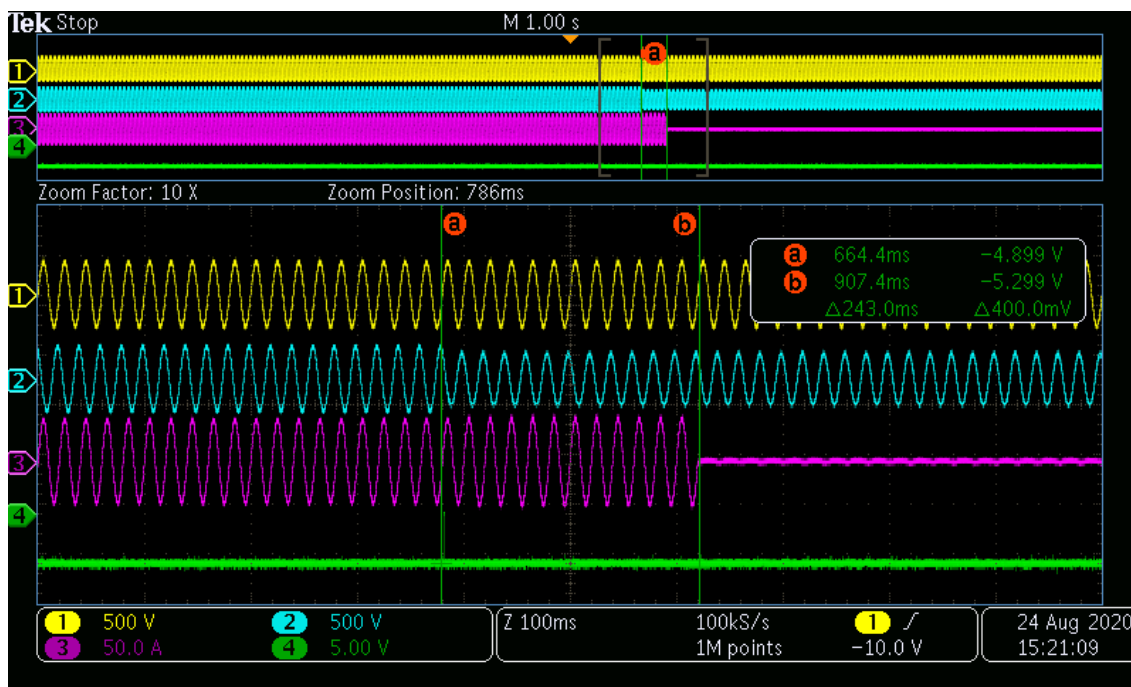 Tek Stop M 1.00 s
a
1
2
3
4
Zoom Factor: 10 X Zoom Position: 786ms
a b
a 664.4ms −4.899 V
b 907.4ms −5.299 V
△243.0ms △400.0mV
1
2
3
4
1 500 V 2 500 V Z 100ms 100kS/s 1 24 Aug 2020
3 50.0 A 4 5.00 V 1M points −10.0 V 15:21:09